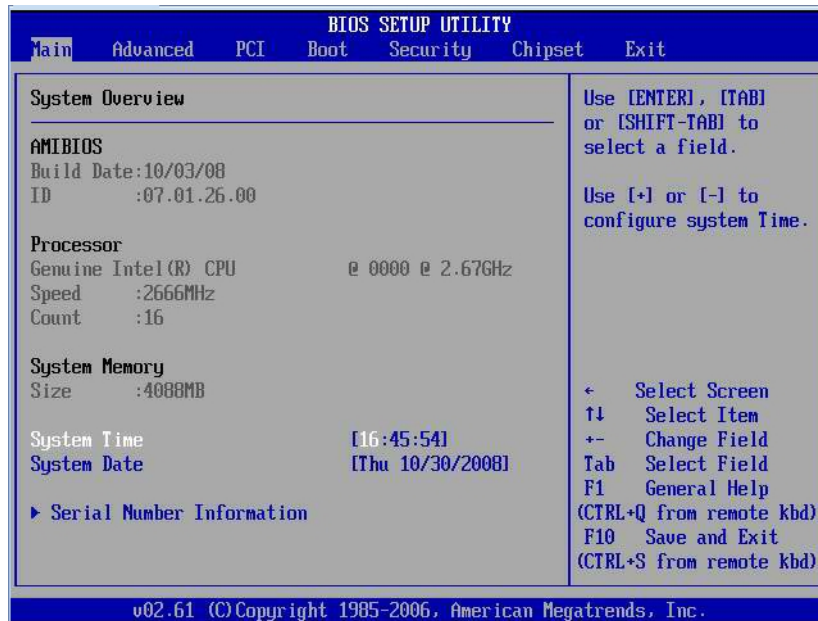 BIOS SETUP UTILITY
Main Advanced PCI Boot Security Chipset Exit
System Overview
AMIBIOS
Build Date:10/03/08
ID :07.01.26.00
Processor
Genuine Intel(R) CPU @ 0000 @ 2.67GHz
Speed :2666MHz
Count :16
System Memory
Size :4088MB
System Time [16:45:54]
System Date [Thu 10/30/2008]
▶ Serial Number Information
Use [ENTER], [TAB]
or [SHIFT-TAB] to
select a field.
Use [+] or [-] to
configure system Time.
← Select Screen
↑↓ Select Item
+- Change Field
Tab Select Field
F1 General Help
(CTRL+Q from remote kbd)
F10 Save and Exit
(CTRL+S from remote kbd)
v02.61 (C)Copyright 1985-2006, American Megatrends, Inc.